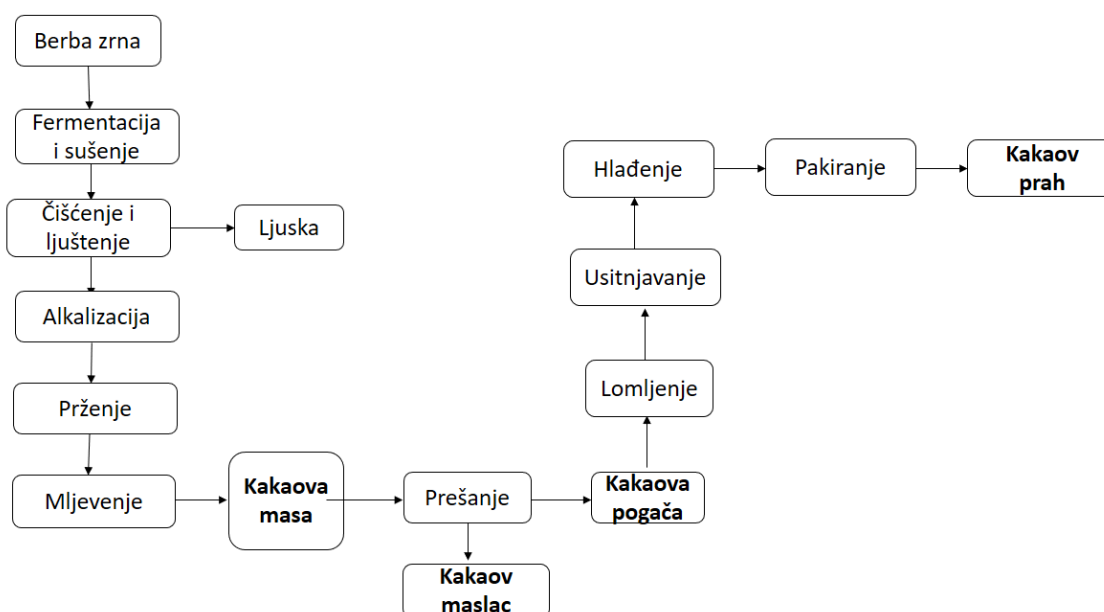 Berba zrna
Fermentacija
i sušenje
Čišćenje i
ljuštenje
Ljuska
Alkalizacija
Prženje
Mljevenje
Kakaova
masa
Prešanje
Kakaov
maslac
Kakaova
pogača
Lomljenje
Usitnjavanje
Hlađenje
Pakiranje
Kakaov
prah